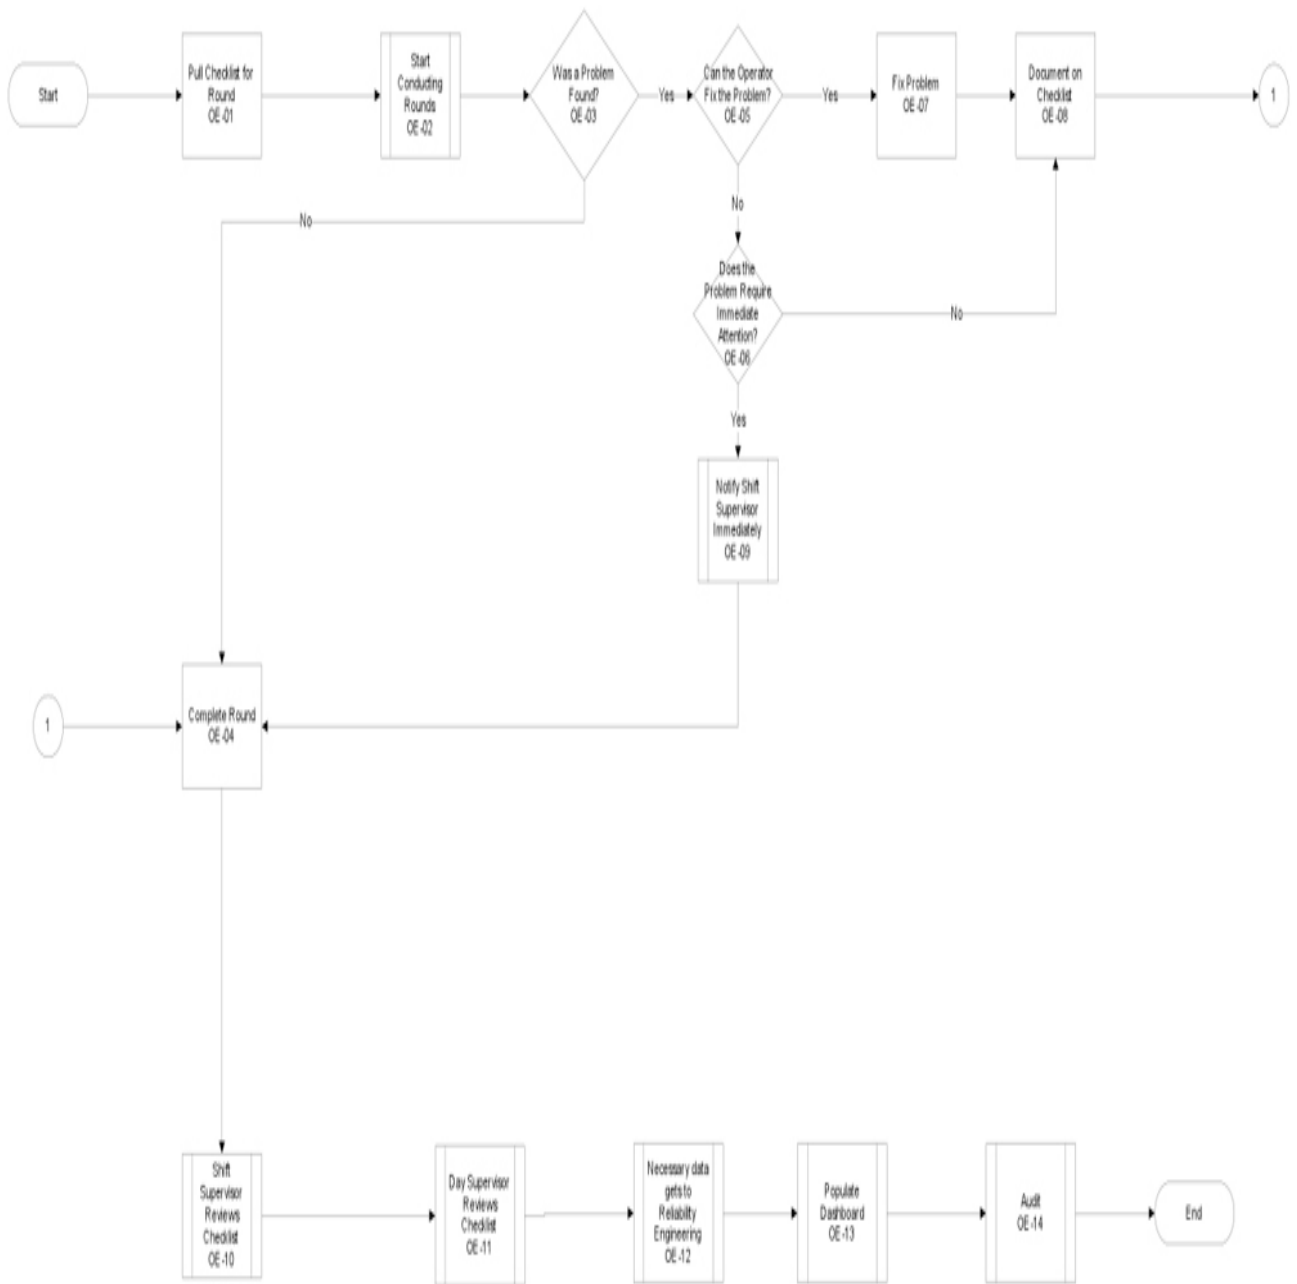 Start
Pull Checklist for
Round
OE-01
Start
Conducting
Rounds
OE-02
Was a Problem
Found?
OE-03
Yes
Can the Operator
Fix the Problem?
OE-05
Yes
Fix Problem
OE-07
Document on
Checklist
OE-08
1
No
No
Does the
Problem Require
Immediate
Attention?
OE-06
No
Yes
Notify Shift
Supervisor
Immediately
OE-09
1
Complete Round
OE-04
Shift
Supervisor
Reviews
Checklist
OE-10
Day Supervisor
Reviews
Checklist
OE-11
Necessary data
gets to
Reliability
Engineering
OE-12
Populate
Dashboard
OE-13
Audit
OE-14
End